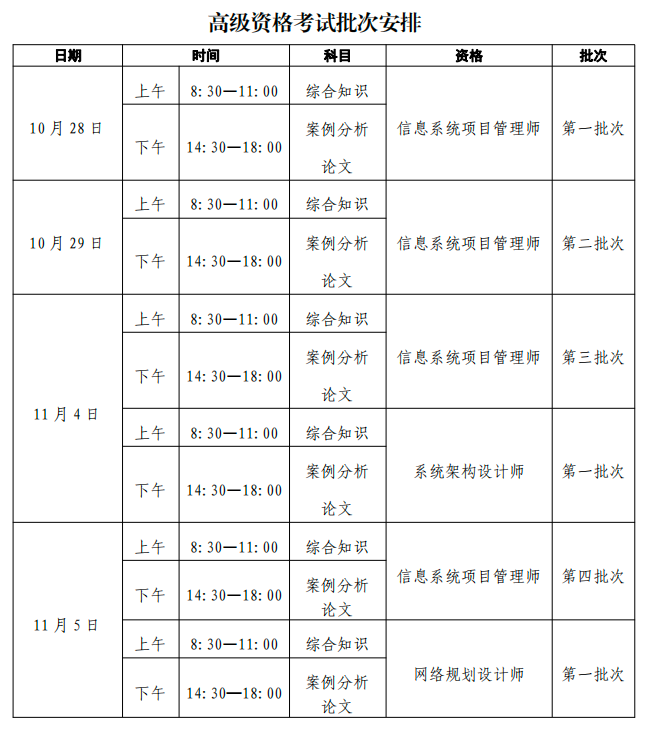 高级资格考试批次安排
日期 时间 科目 资格 批次
10月28日 上午 8:30—11:00 综合知识 信息系统项目管理师 第一批次
下午 14:30—18:00 案例分析
论文
10月29日 上午 8:30—11:00 综合知识 信息系统项目管理师 第二批次
下午 14:30—18:00 案例分析
论文
11月4日 上午 8:30—11:00 综合知识 信息系统项目管理师 第三批次
下午 14:30—18:00 案例分析
论文
上午 8:30—11:00 综合知识 系统架构设计师 第一批次
下午 14:30—18:00 案例分析
论文
11月5日 上午 8:30—11:00 综合知识 信息系统项目管理师 第四批次
下午 14:30—18:00 案例分析
论文
上午 8:30—11:00 综合知识 网络规划设计师 第一批次
下午 14:30—18:00 案例分析
论文